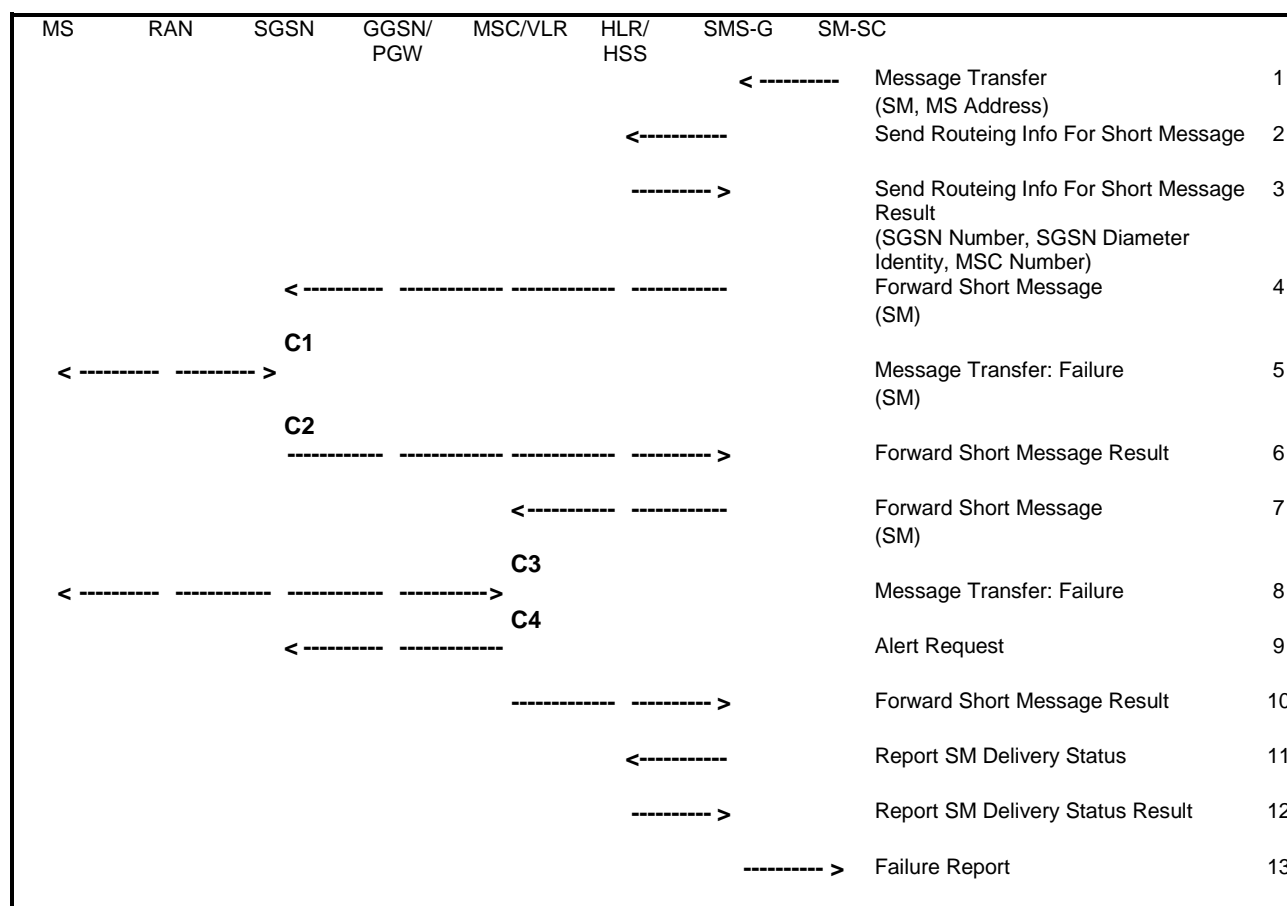 MS RAN SGSN GGSN/ MSC/VLR HLR/ SMS-G SM-SC
PGW HSS
< ---------- Message Transfer 1
(SM, MS Address)
<----------- Send Routeing Info For Short Message 2
---------- > Send Routeing Info For Short Message 3
Result
(SGSN Number, SGSN Diameter
Identity, MSC Number)
< ---------- ------------- ------------- ------------ Forward Short Message 4
(SM)
C1
< ---------- ---------- > Message Transfer: Failure 5
(SM)
C2
------------ ------------- ------------- ---------- > Forward Short Message Result 6
<----------- ------------ Forward Short Message 7
(SM)
C3
< ---------- ------------ ------------ -----------> Message Transfer: Failure 8
C4
< ---------- ------------- Alert Request 9
------------- ---------- > Forward Short Message Result 10
<----------- Report SM Delivery Status 11
---------- > Report SM Delivery Status Result 12
---------- > Failure Report 13